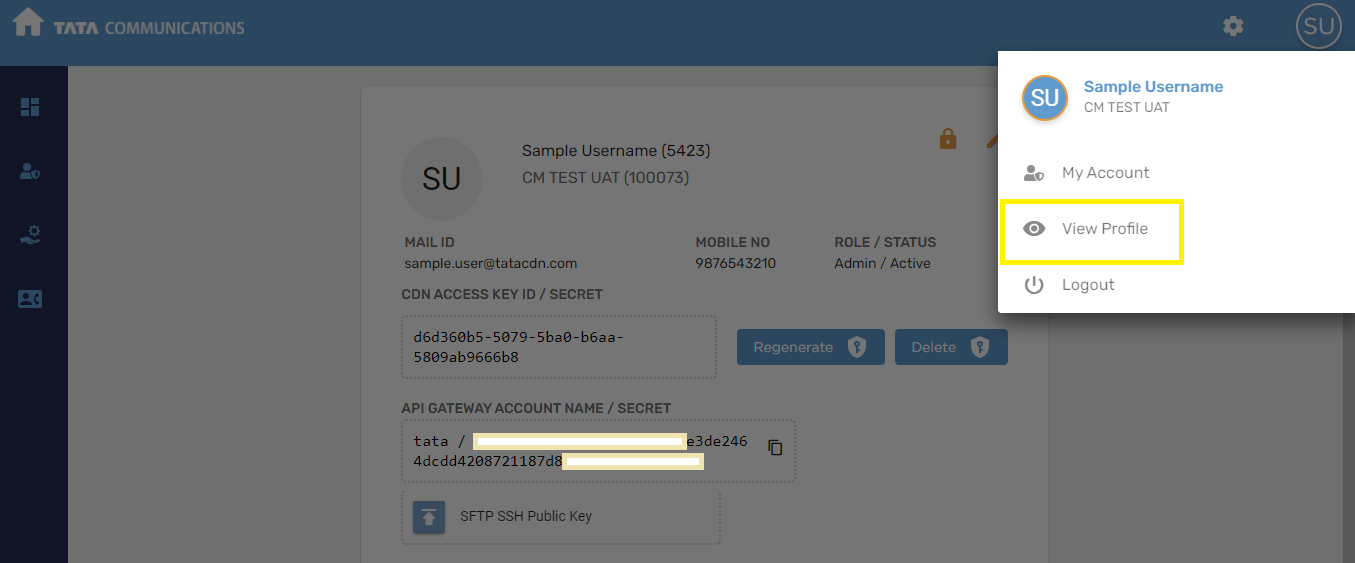 TATA COMMUNICATIONS
SU
SU
Sample Username
CM TEST UAT
My Account
View Profile
Logout
SU
Sample Username (5423)
CM TEST UAT (100073)
MAIL ID
MOBILE NO
ROLE / STATUS
sample.user@tatacdn.com
9876543210
Admin / Active
CDN ACCESS KEY ID / SECRET
d6d360b5-5079-5ba0-b6aa-
5809ab9666b8
Regenerate
Delete
API GATEWAY ACCOUNT NAME / SECRET
tata / e3de246
4dcdd4208721187d8
SFTP SSH Public Key